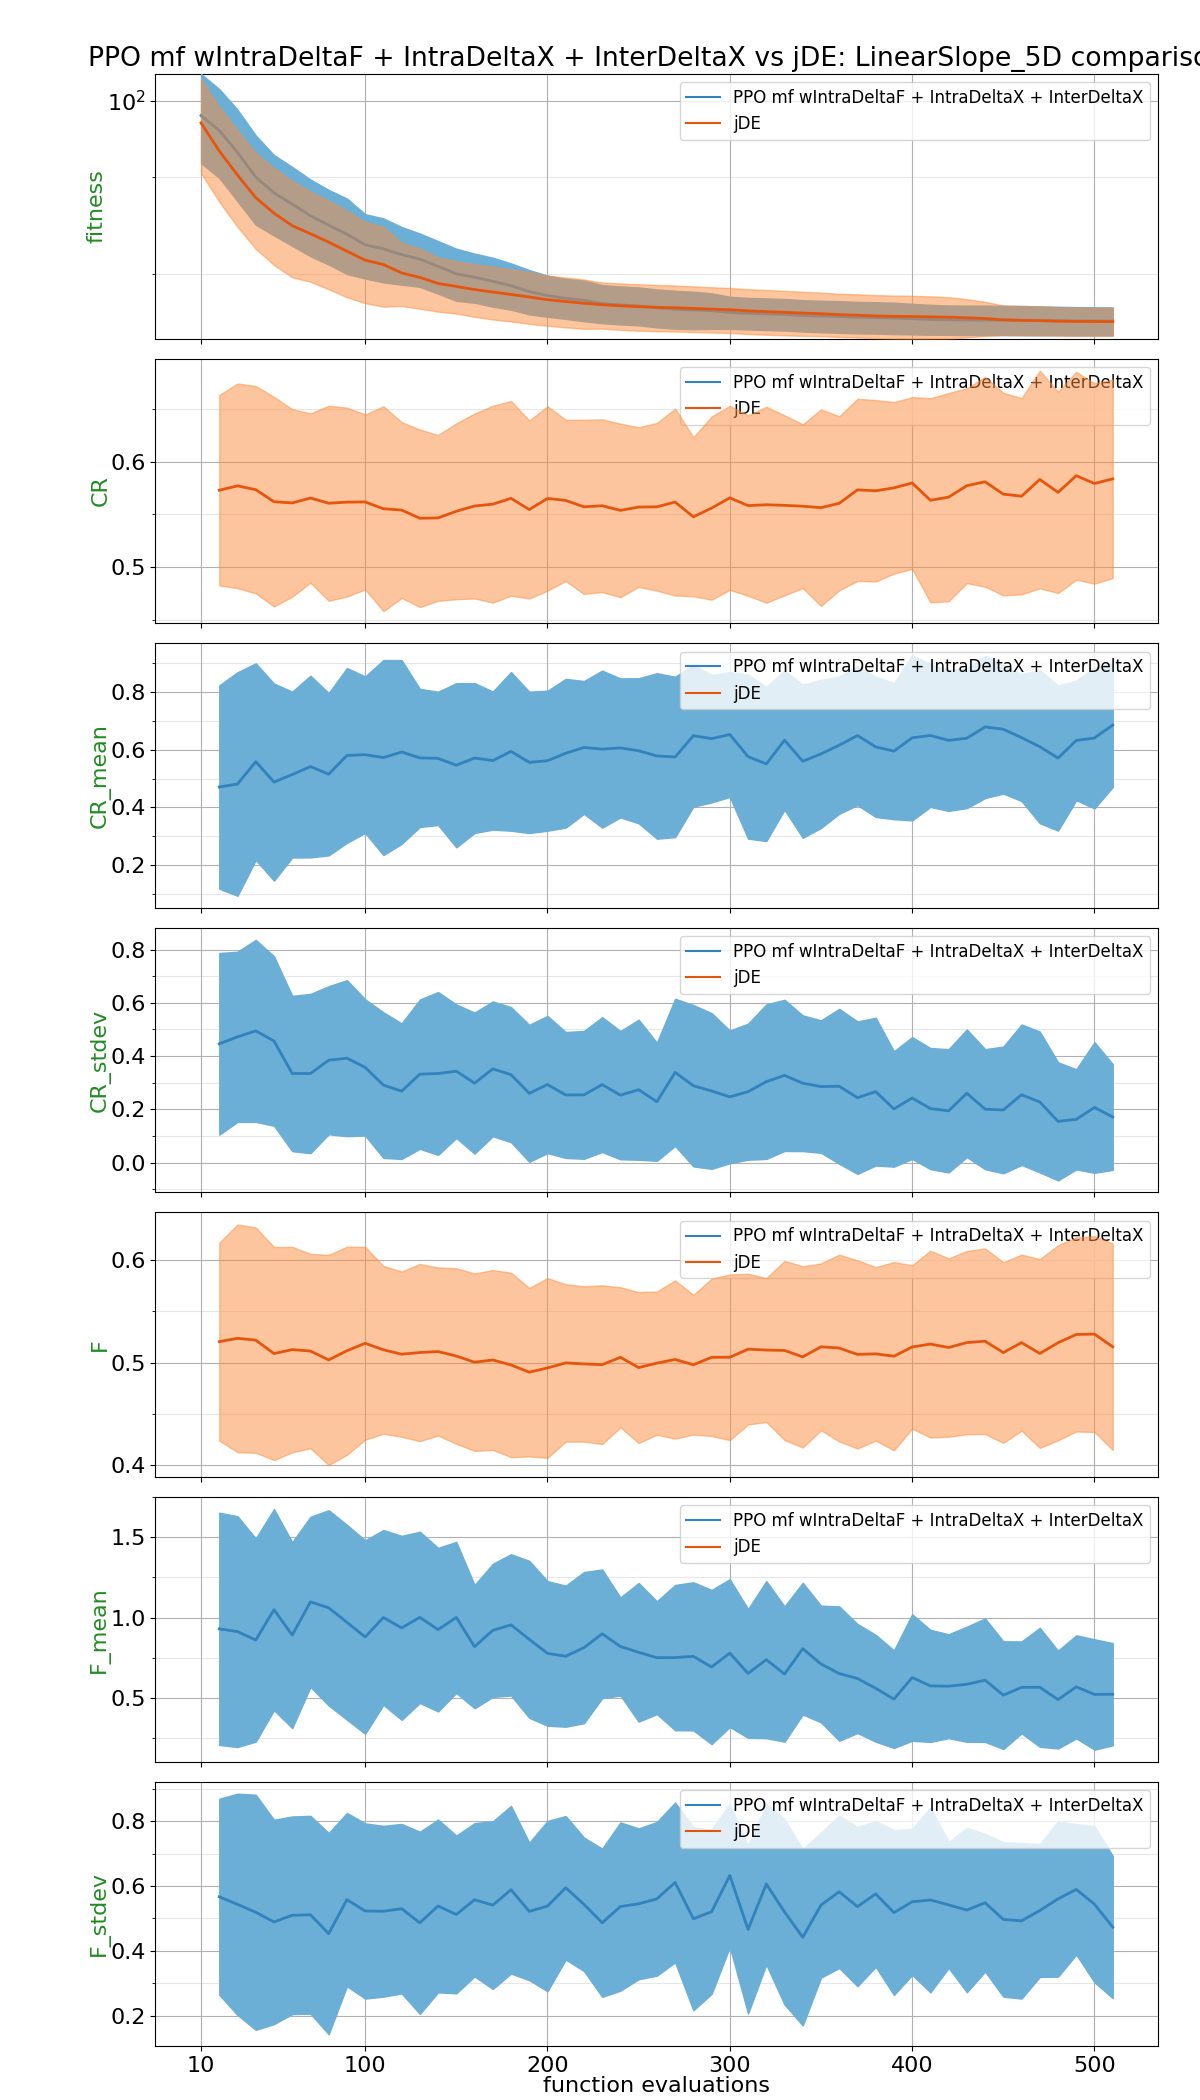 PPO mf wIntraDeltaF + IntraDeltaX + InterDeltaX vs jDE: LinearSlope_5D comparisc
10²
fitness
PPO mf wIntraDeltaF + IntraDeltaX + InterDeltaX
jDE
0.6
0.5
CR
PPO mf wIntraDeltaF + IntraDeltaX + InterDeltaX
jDE
0.8
0.6
0.4
0.2
CR_mean
PPO mf wIntraDeltaF + IntraDeltaX + InterDeltaX
jDE
0.8
0.6
0.4
0.2
0.0
CR_stdev
PPO mf wIntraDeltaF + IntraDeltaX + InterDeltaX
jDE
0.6
0.5
0.4
F
PPO mf wIntraDeltaF + IntraDeltaX + InterDeltaX
jDE
1.5
1.0
0.5
F_mean
PPO mf wIntraDeltaF + IntraDeltaX + InterDeltaX
jDE
0.8
0.6
0.4
0.2
F_stdev
PPO mf wIntraDeltaF + IntraDeltaX + InterDeltaX
jDE
10 100 200 300 400 500
function evaluations